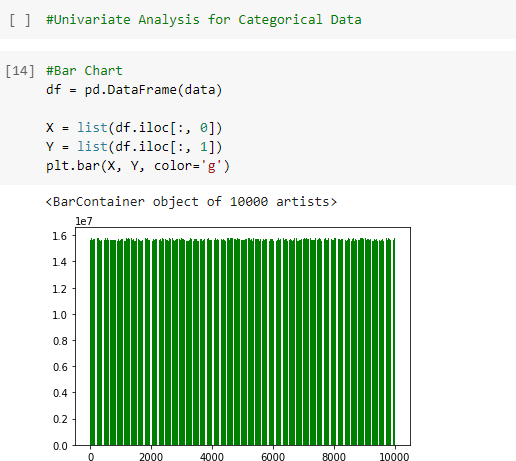 [ ] #Univariate Analysis for Categorical Data
[14] #Bar Chart
df = pd.DataFrame(data)
X = list(df.iloc[:, 0])
Y = list(df.iloc[:, 1])
plt.bar(X, Y, color='g')
<BarContainer object of 10000 artists>
1e7
1.6
1.4
1.2
1.0
0.8
0.6
0.4
0.2
0.0
0 2000 4000 6000 8000 10000